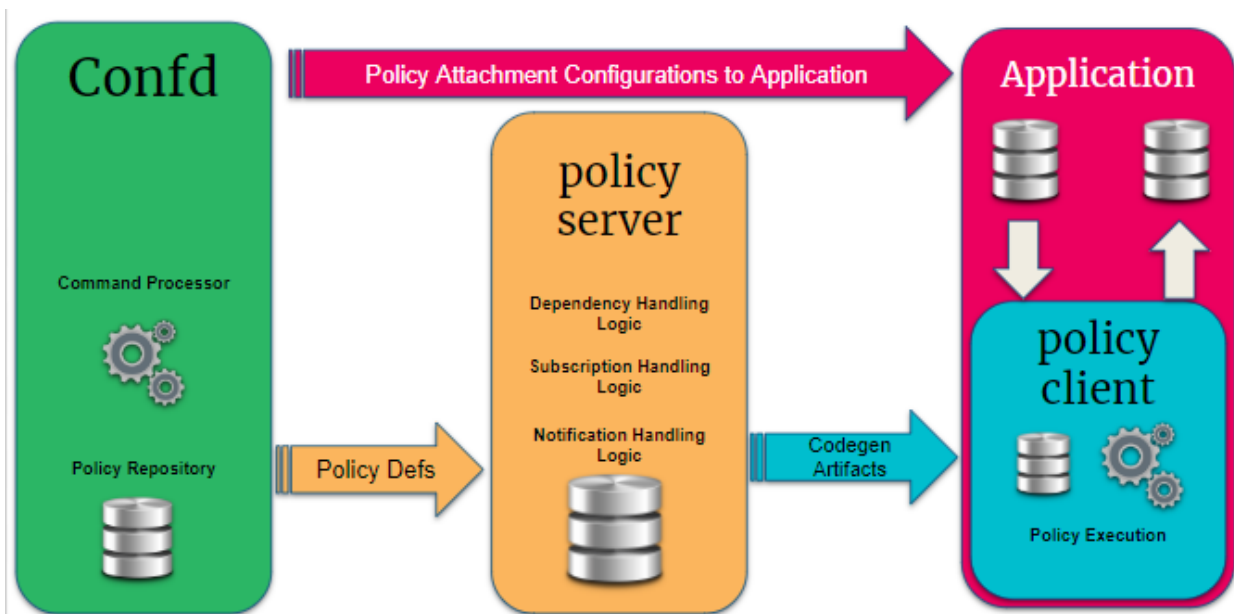 Confd
Policy Attachment Configurations to Application
Application
policy
server
Command Processor
Dependency Handling
Logic
Subscription Handling
Logic
policy
client
Notification Handling
Logic
Codegen
Artifacts
Policy Repository
Policy Defs
Policy Execution